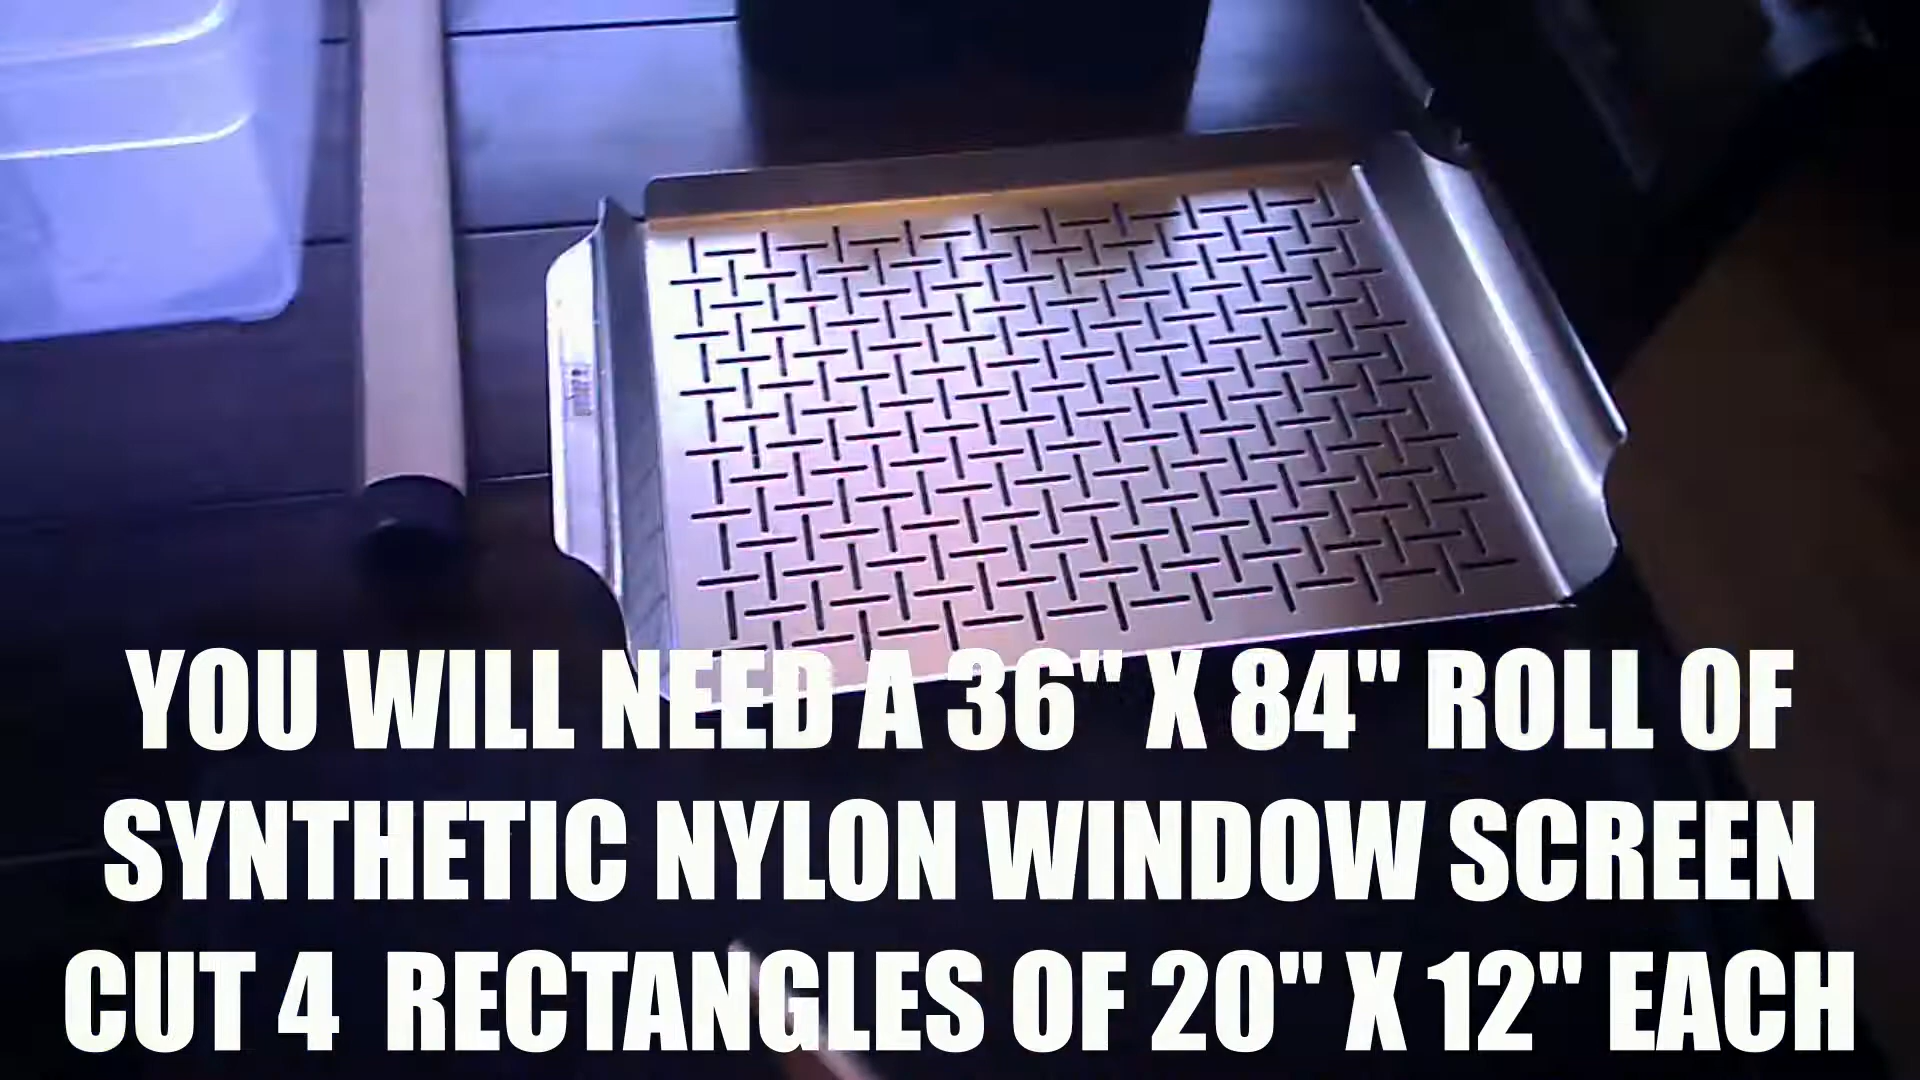 YOU WILL NEED A 36" X 84" ROLL OF
SYNTHETIC NYLON WINDOW SCREEN
CUT 4  RECTANGLES OF 20" X 12" EACH